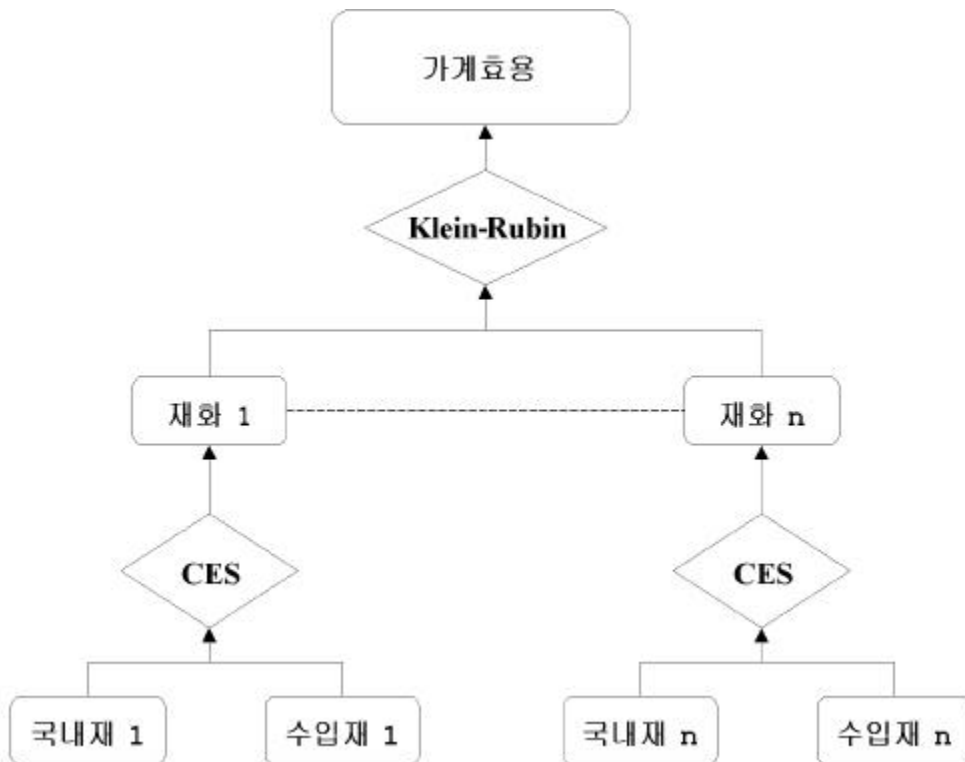 가계효용
Klein-Rubin
재화 1
재화 n
CES
CES
국내재 1
수입재 1
국내재 n
수입재 n